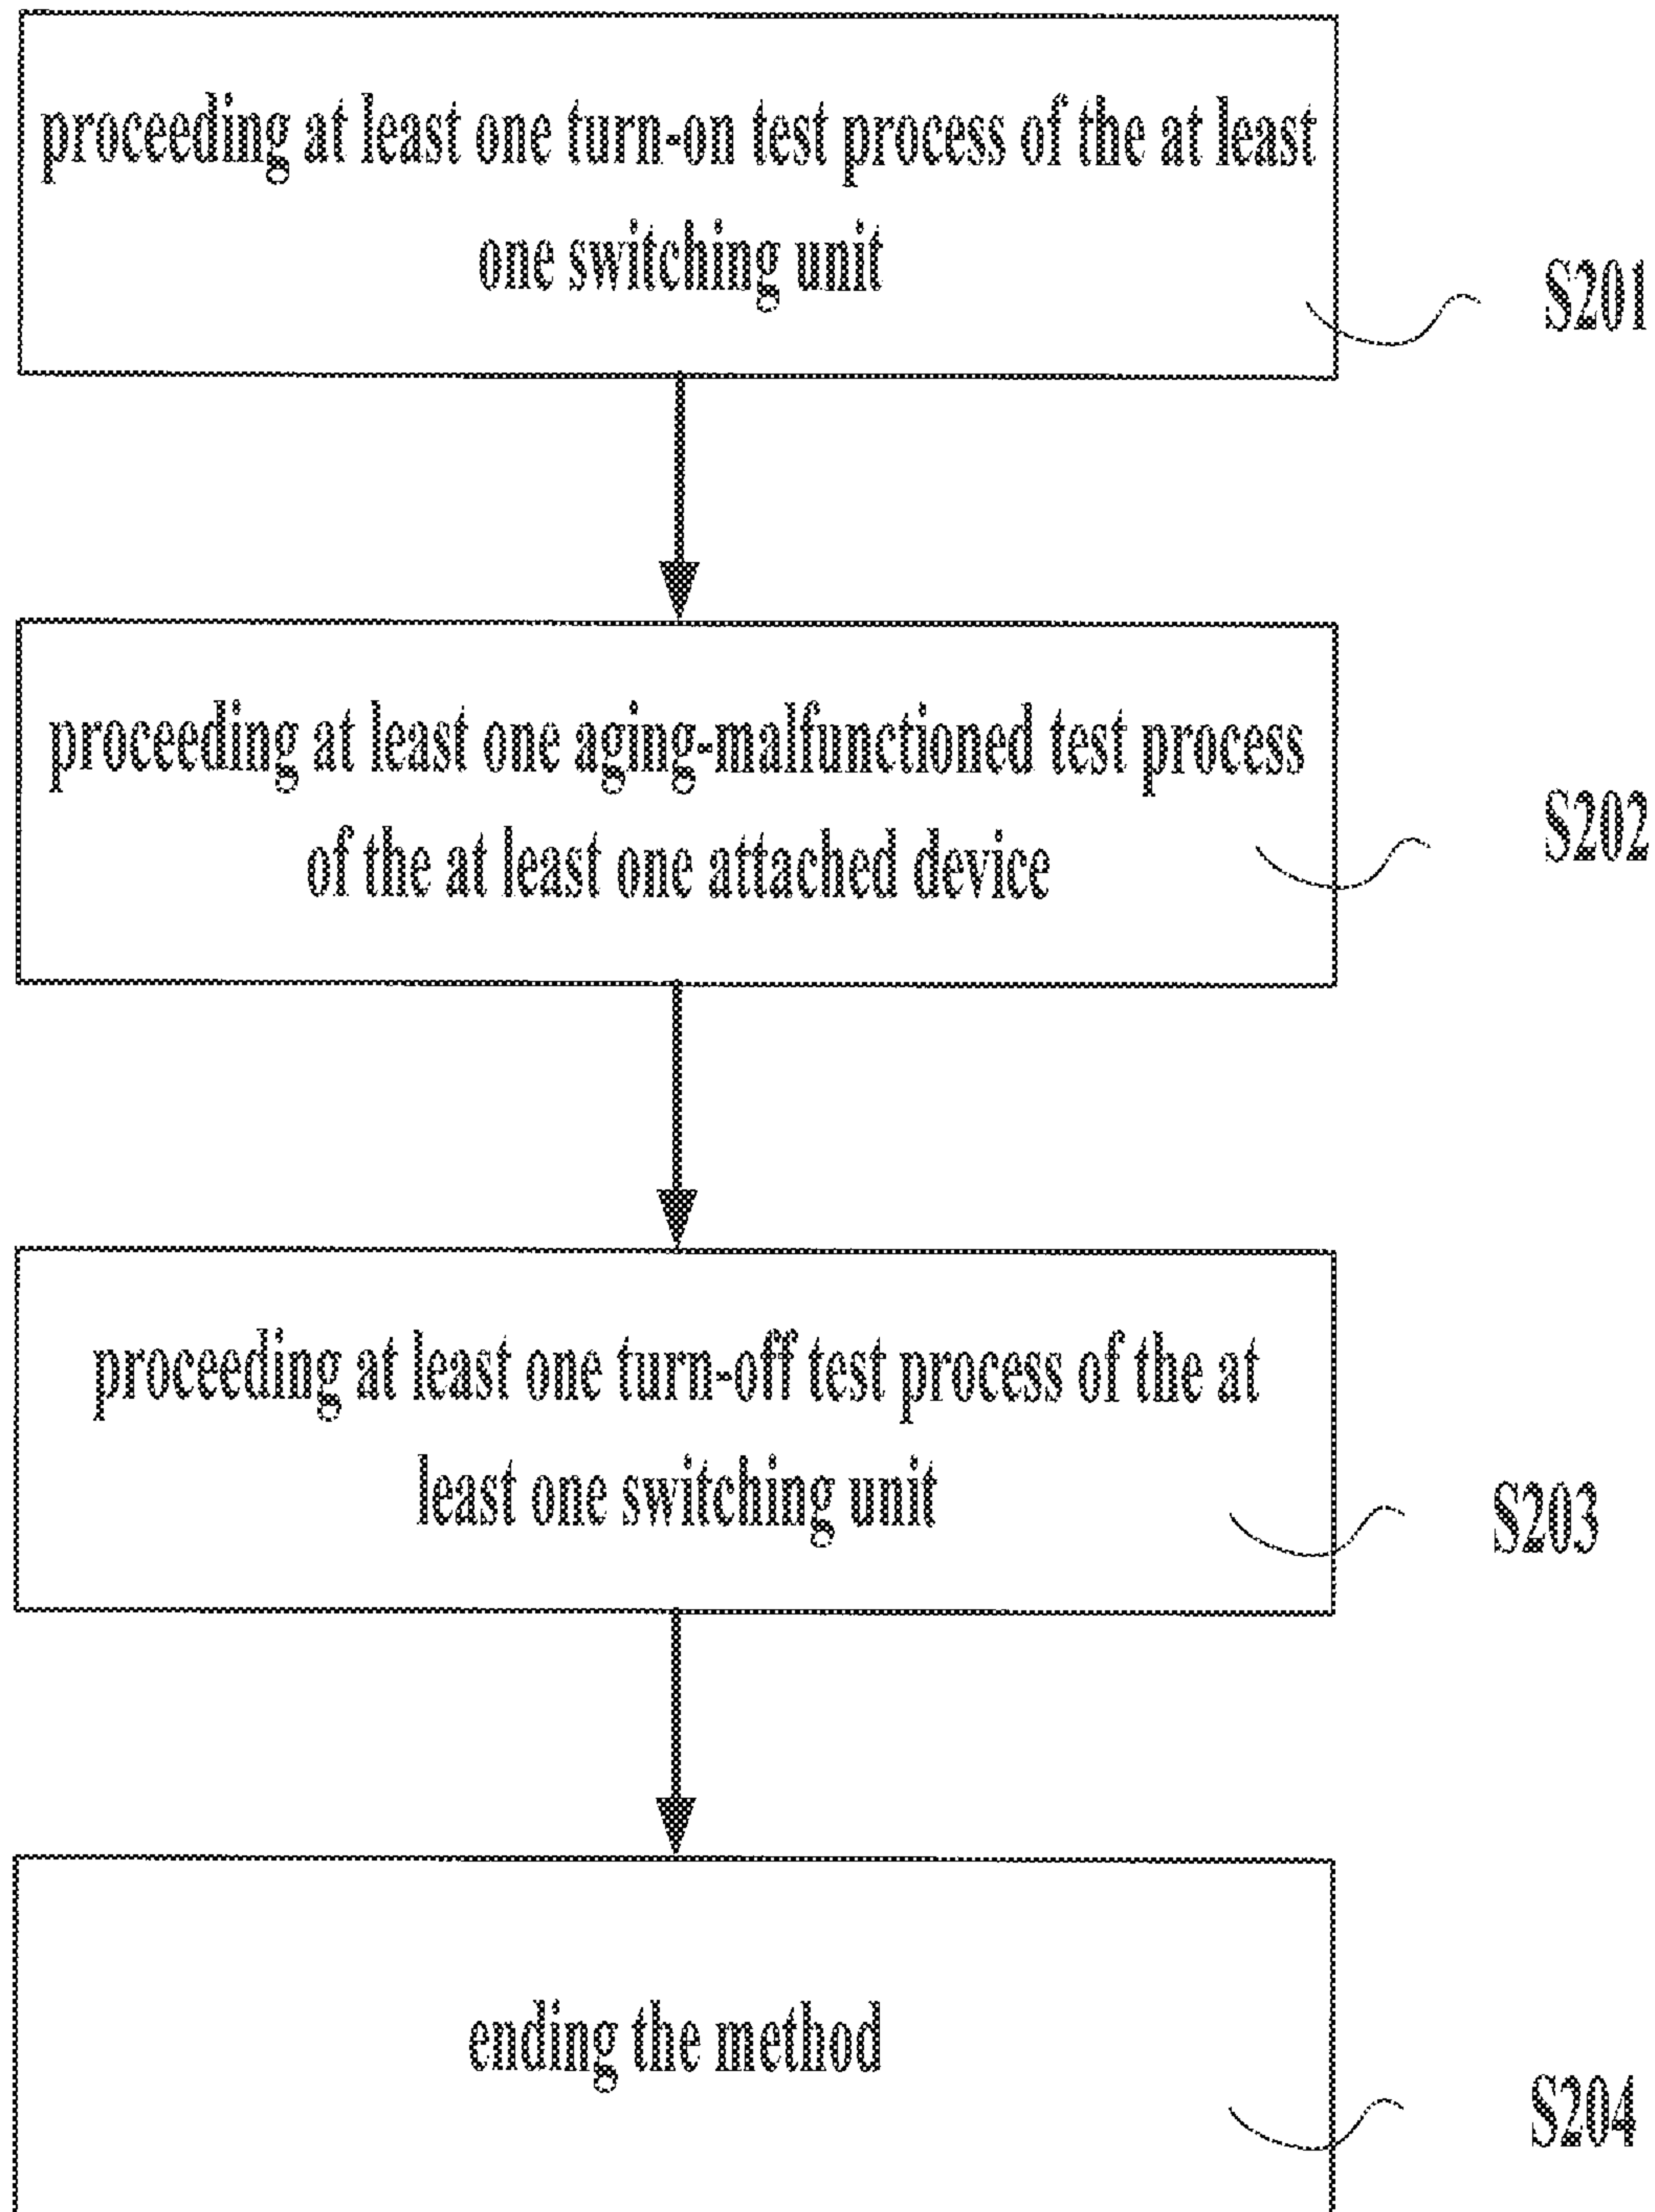 proceeding at least one turn-on test process of the at least
one switching unit
S201
proceeding at least one aging-malfunctioned test process
of the at least one attached device
S202
proceeding at least one turn-off test process of the at
least one switching unit
S203
ending the method
S204